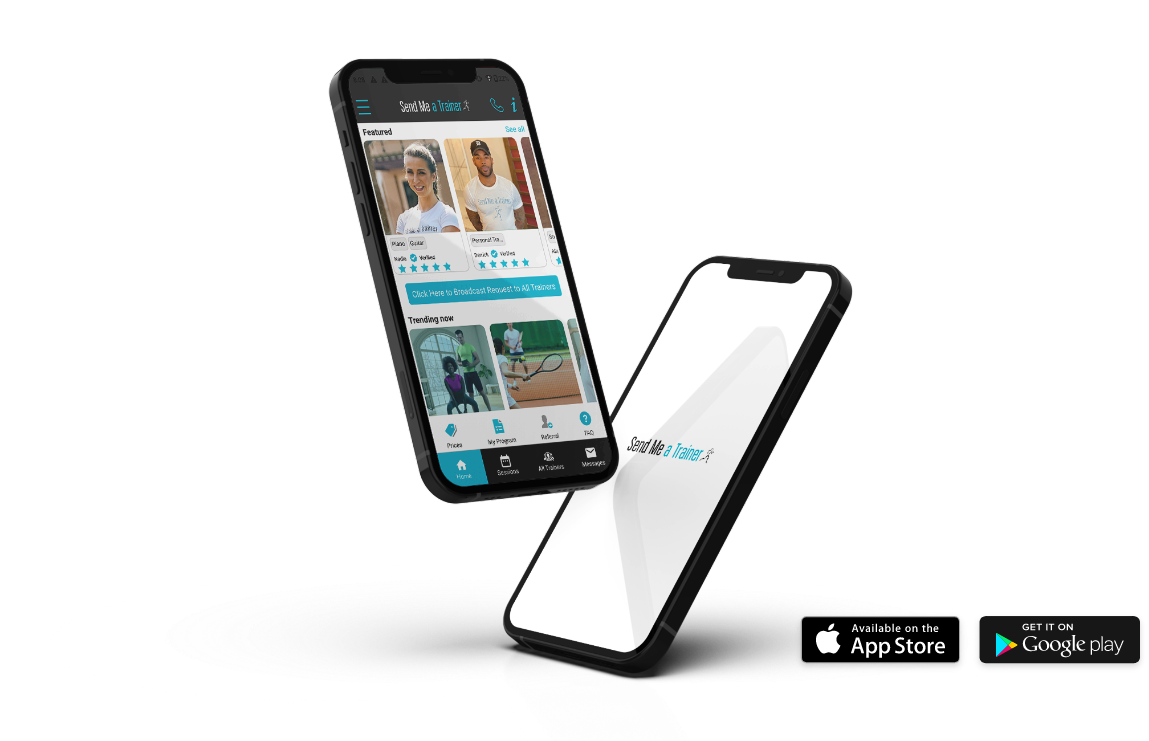 Send Me a Trainer
Featured
See all
Piano Guitar
Verified
★★★★★
Personal Tra...
Derrick Verified
★★★★★
Click Here to Broadcast Request to All Trainers
Trending now
Prices
My Program
Referral
FAQ
Home
Sessions
All Trainers
Messages
Send Me a Trainer
Available on the
App Store
GET IT ON
Google play